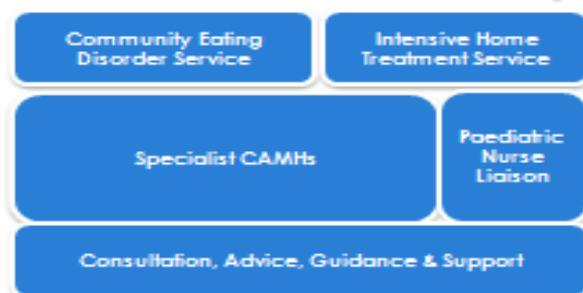 Community Eating
Disorder Service
Intensive Home
Treatment Service
Specialist CAMHs
Paediatric
Nurse
Liaison
Consultation, Advice, Guidance & Support